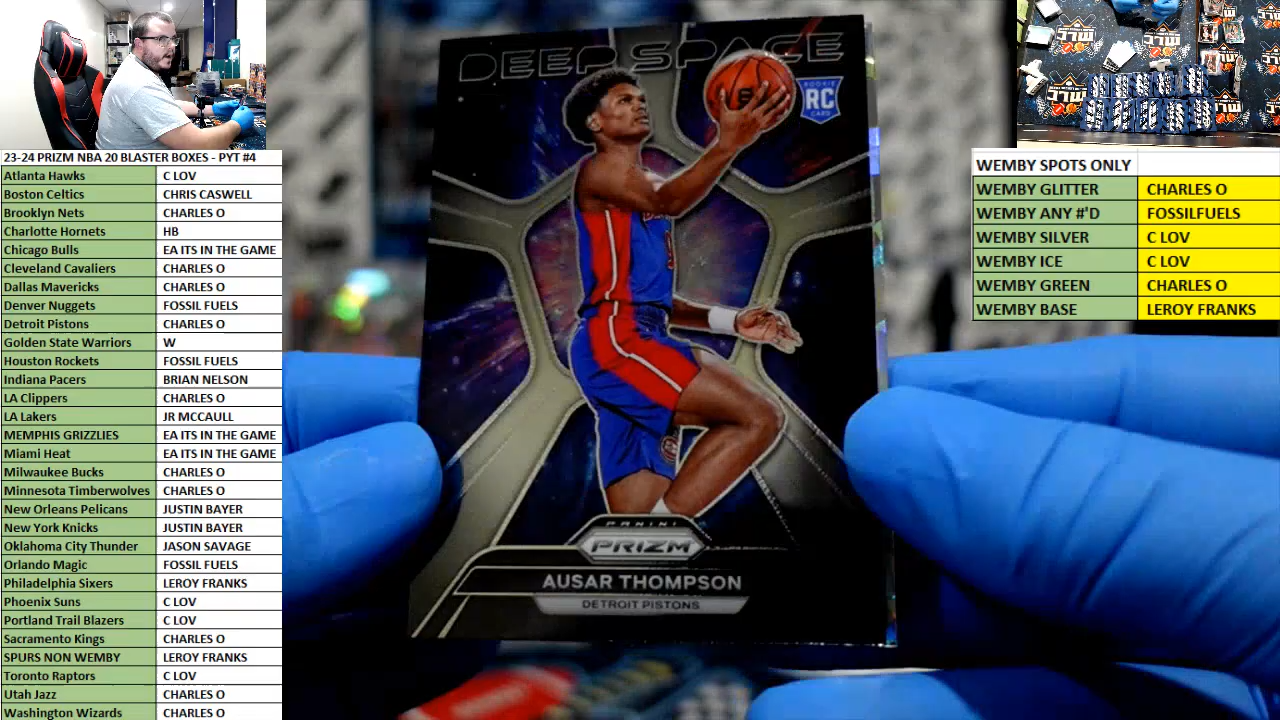 23-24 PRIZM NBA 20 BLASTER BOXES - PYT #4
Atlanta Hawks C LOV
Boston Celtics CHRIS CASWELL
Brooklyn Nets CHARLES O
Charlotte Hornets HB
Chicago Bulls EA ITS IN THE GAME
Cleveland Cavaliers CHARLES O
Dallas Mavericks CHARLES O
Denver Nuggets FOSSIL FUELS
Detroit Pistons CHARLES O
Golden State Warriors W
Houston Rockets FOSSIL FUELS
Indiana Pacers BRIAN NELSON
LA Clippers CHARLES O
LA Lakers JR MCCAULL
MEMPHIS GRIZZLIES EA ITS IN THE GAME
Miami Heat EA ITS IN THE GAME
Milwaukee Bucks CHARLES O
Minnesota Timberwolves CHARLES O
New Orleans Pelicans JUSTIN BAYER
New York Knicks JUSTIN BAYER
Oklahoma City Thunder JASON SAVAGE
Orlando Magic FOSSIL FUELS
Philadelphia Sixers LEROY FRANKS
Phoenix Suns C LOV
Portland Trail Blazers C LOV
Sacramento Kings CHARLES O
SPURS NON WEMBY LEROY FRANKS
Toronto Raptors C LOV
Utah Jazz CHARLES O
Washington Wizards CHARLES O
DEEP SPACE
ROOKIE
RC
CARD
PANINI
PRIZM
AUSAR THOMPSON
DETROIT PISTONS
WEMBY SPOTS ONLY
WEMBY GLITTER CHARLES O
WEMBY ANY #'D FOSSILFUELS
WEMBY SILVER C LOV
WEMBY ICE C LOV
WEMBY GREEN CHARLES O
WEMBY BASE LEROY FRANKS